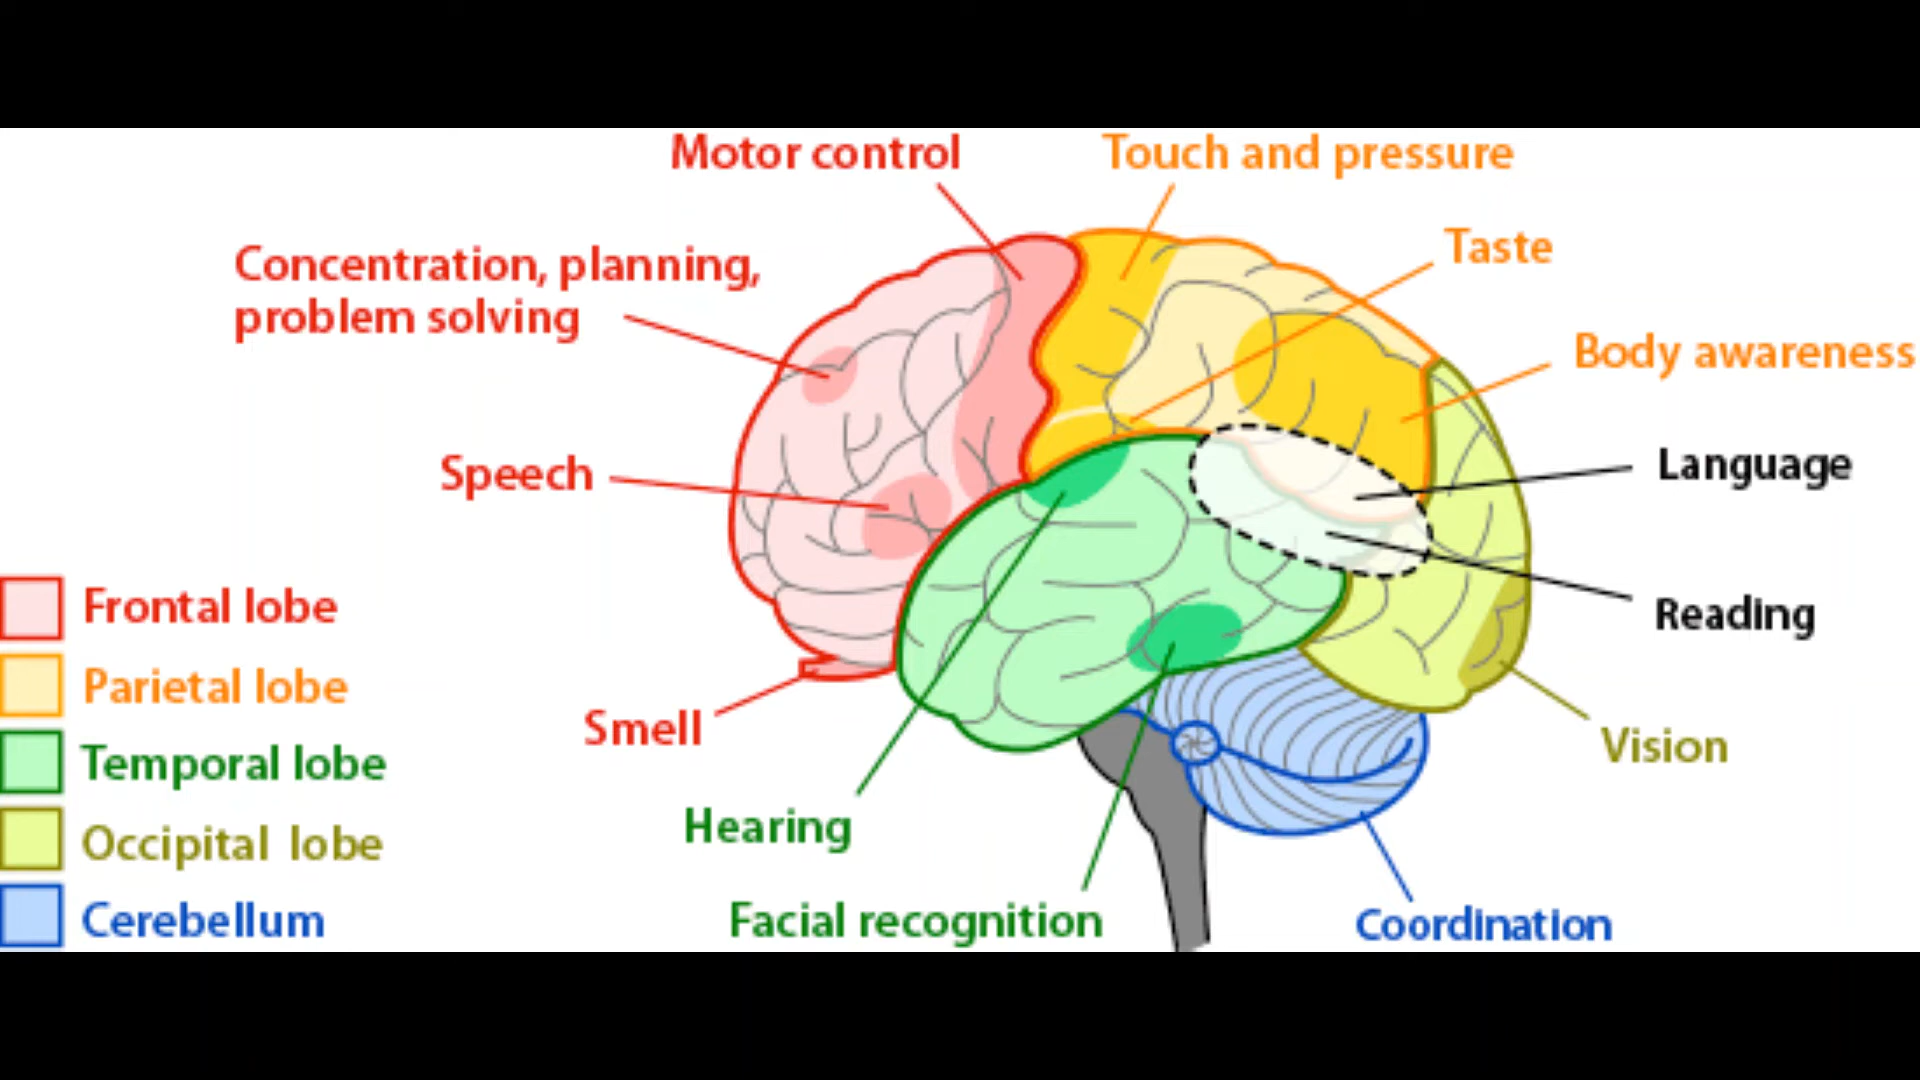 Motor control
Touch and pressure
Taste
Concentration, planning,
problem solving
Body awareness
Speech
Language
Reading
Frontal lobe
Parietal lobe
Temporal lobe
Occipital lobe
Cerebellum
Smell
Vision
Hearing
Facial recognition
Coordination